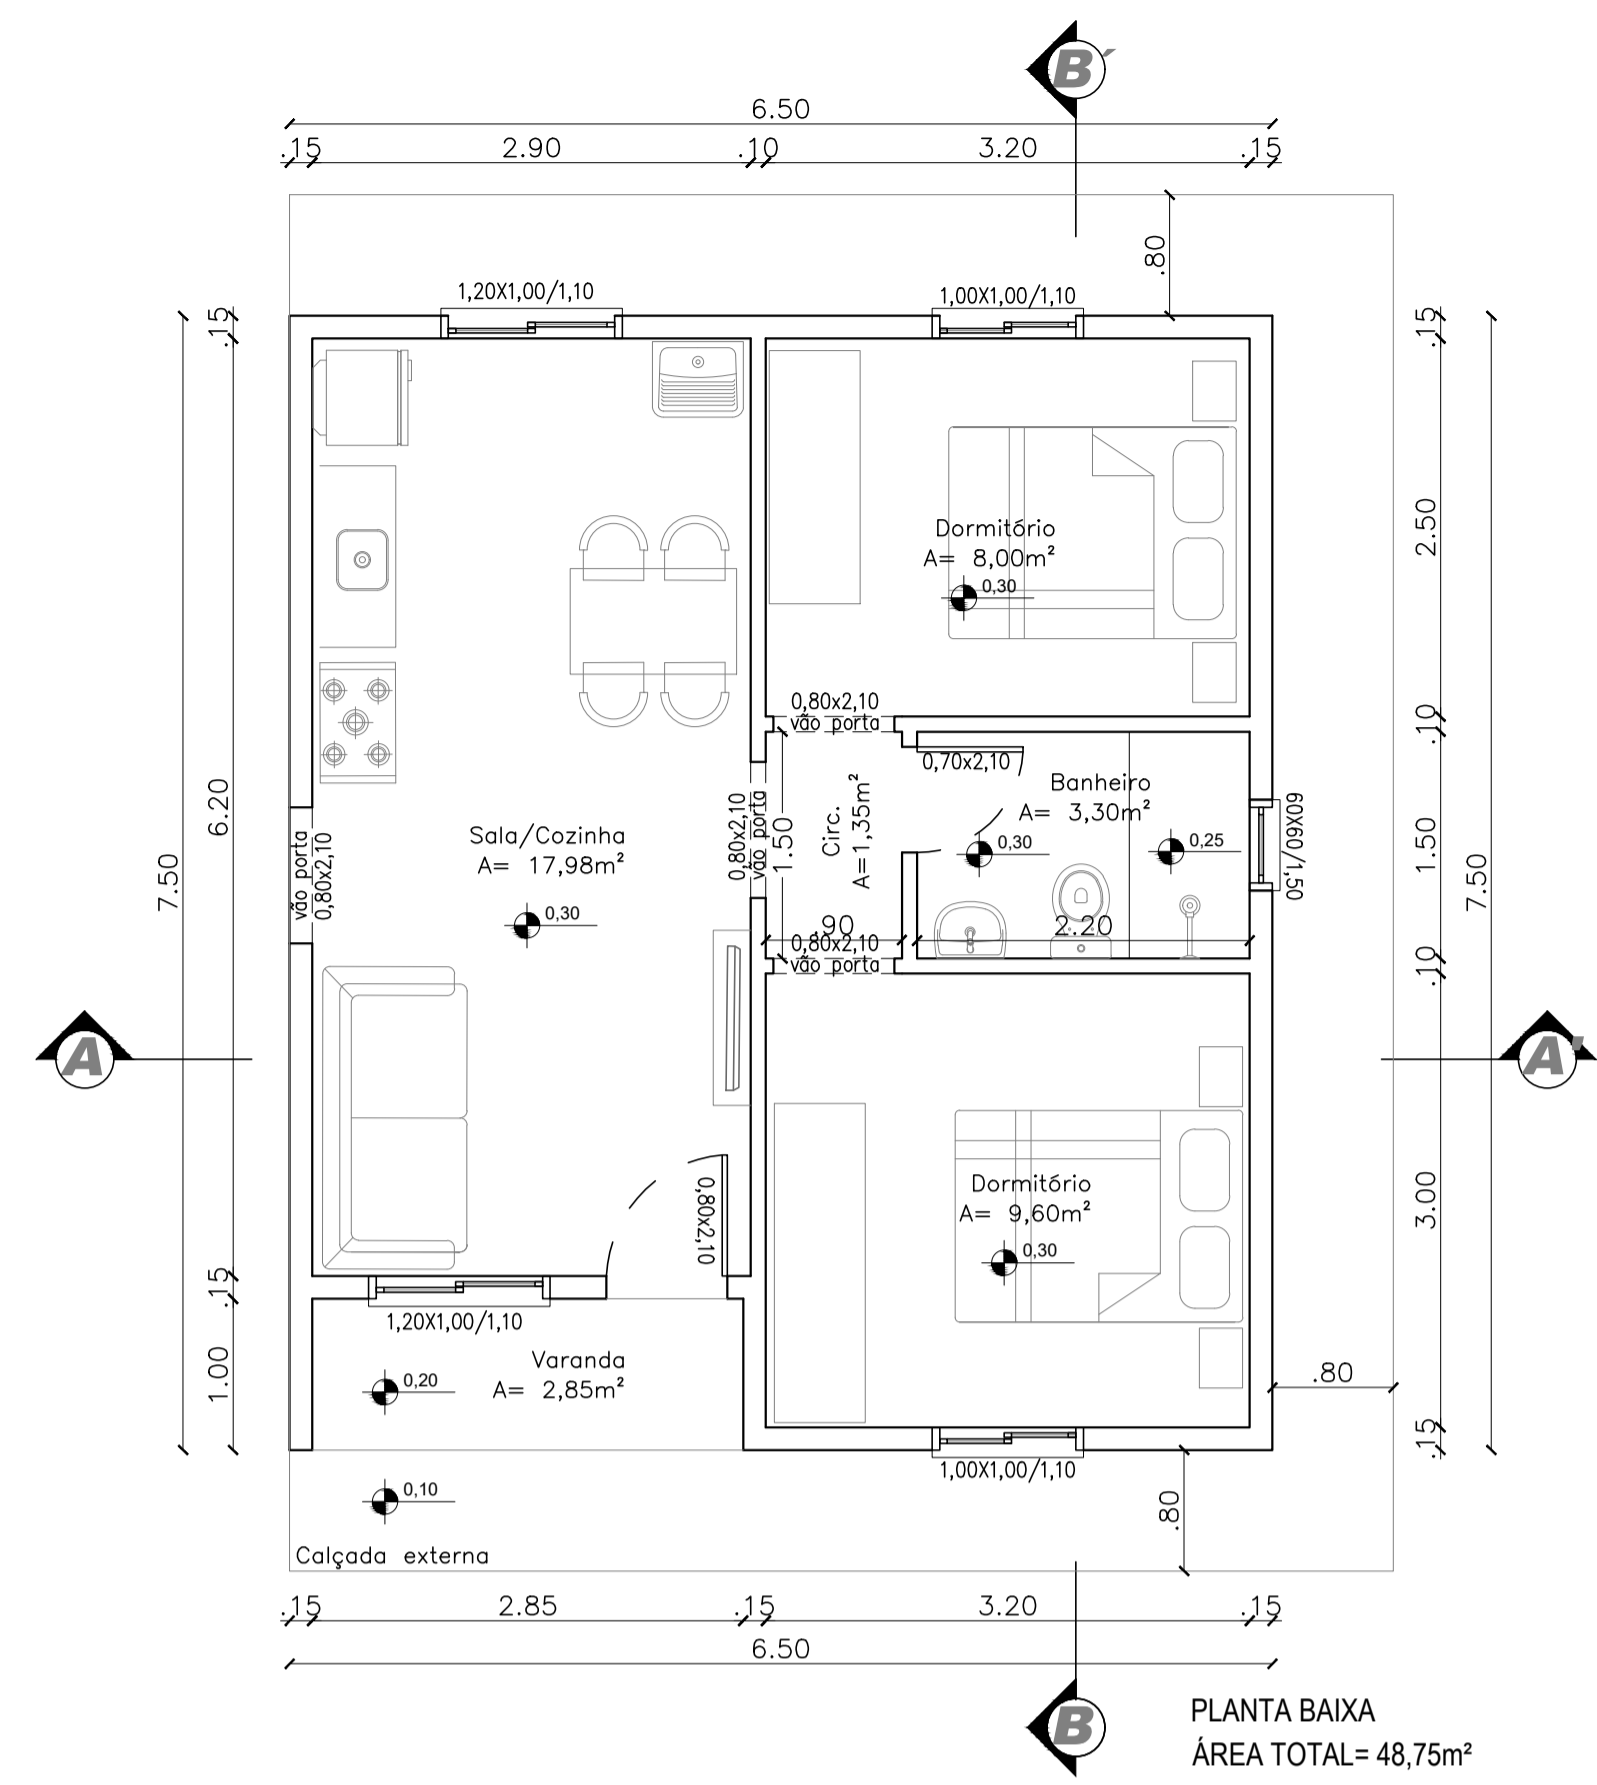 B´
6.50
.15 2.90 .10 3.20 .15
.80
1,20X1,00/1,10
1,00X1,00/1,10
.15
.15
2.50
Dormitório
A= 8,00m²
0,30
0,80x2,10
vão porta
.10
0,70x2,10
Banheiro
A= 3,30m²
0,30
0,25
60X60/1,50
Circ.
A=1,35m²
1.50
0,80x2,10
vão porta
6.20
7.50
Sala/Cozinha
A= 17,98m²
0,30
vão porta
0,80x2,10
1.50
7.50
.90
2.20
0,80x2,10
vão porta
.10
A
A'
Dormitório
A= 9,60m²
0,30
3.00
0,80x2,10
.15
1,20X1,00/1,10
Varanda
A= 2,85m²
0,20
1.00
.80
.15
1,00X1,00/1,10
0,10
.80
Calçada externa
.15 2.85 .15 3.20 .15
6.50
B
PLANTA BAIXA
ÁREA TOTAL= 48,75m²